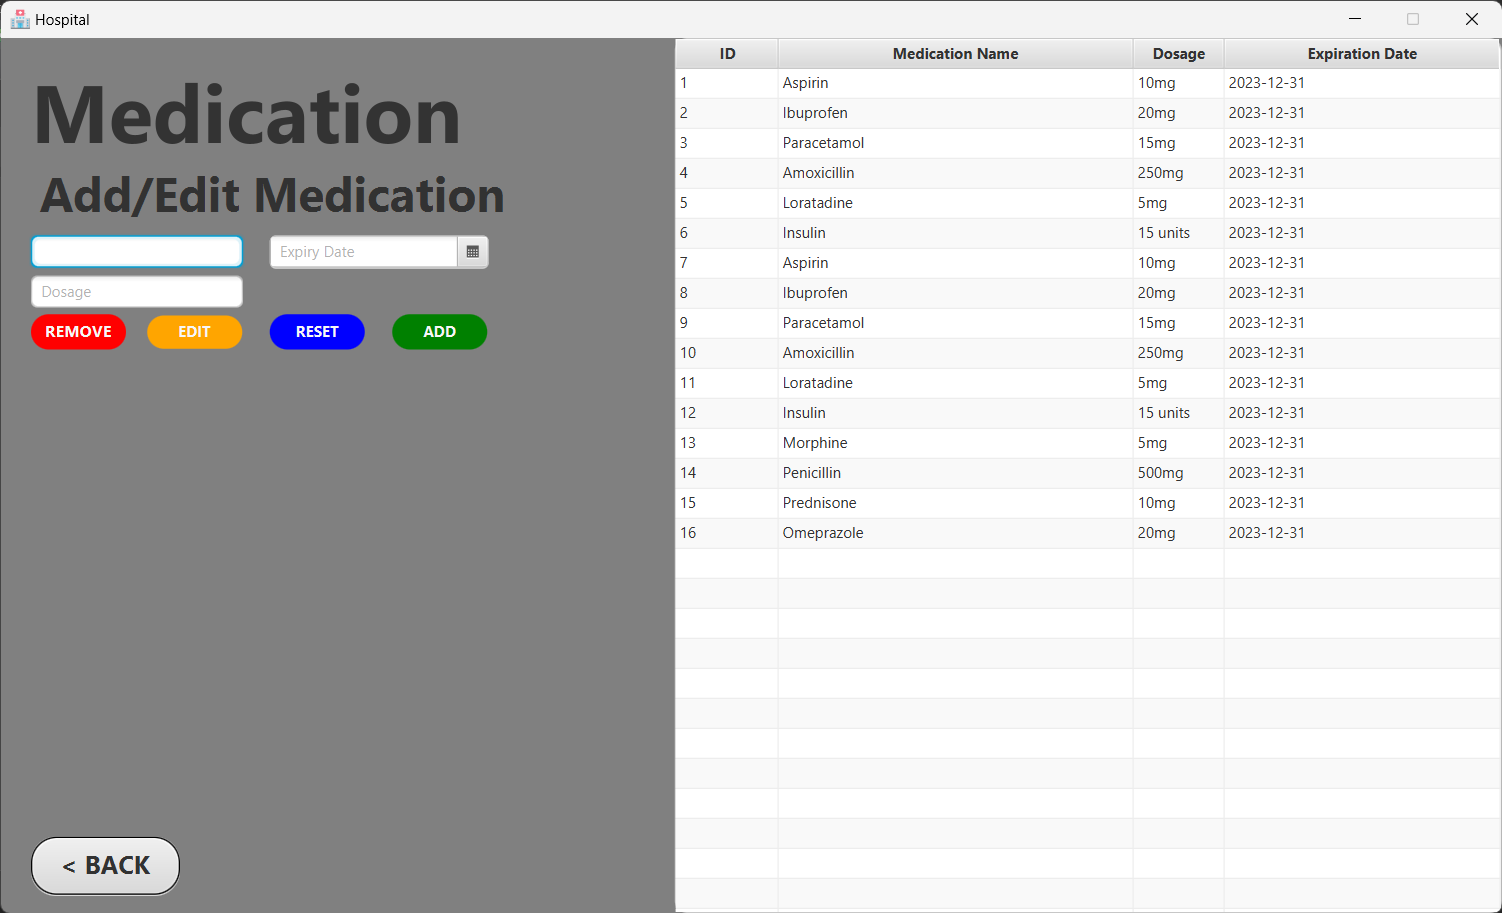 Hospital
Medication
Add/Edit Medication
Expiry Date
Dosage
REMOVE EDIT RESET ADD
< BACK
ID Medication Name Dosage Expiration Date
1 Aspirin 10mg 2023-12-31
2 Ibuprofen 20mg 2023-12-31
3 Paracetamol 15mg 2023-12-31
4 Amoxicillin 250mg 2023-12-31
5 Loratadine 5mg 2023-12-31
6 Insulin 15 units 2023-12-31
7 Aspirin 10mg 2023-12-31
8 Ibuprofen 20mg 2023-12-31
9 Paracetamol 15mg 2023-12-31
10 Amoxicillin 250mg 2023-12-31
11 Loratadine 5mg 2023-12-31
12 Insulin 15 units 2023-12-31
13 Morphine 5mg 2023-12-31
14 Penicillin 500mg 2023-12-31
15 Prednisone 10mg 2023-12-31
16 Omeprazole 20mg 2023-12-31